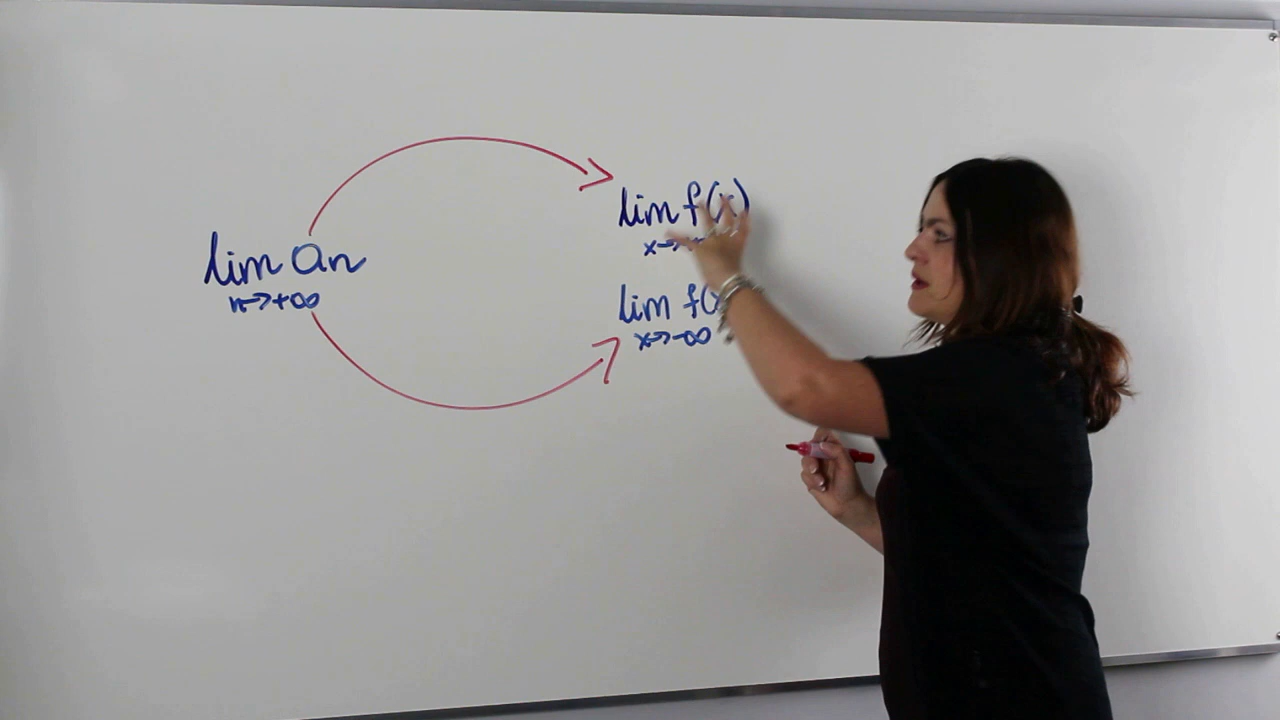 lim an
n→+∞
lim f(x)
x→
lim f(x
x→-∞